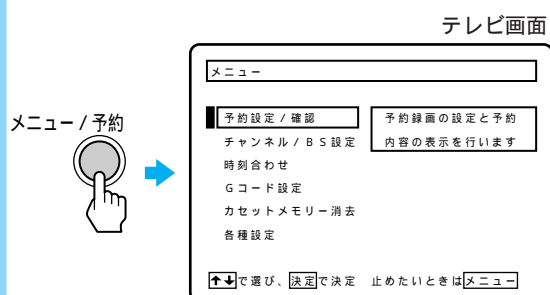 テレビ画面
メニュー
メニュー / 予約
予約設定 / 確認
チャンネル / BS設定
時刻合わせ
Gコード設定
カセットメモリー消去
各種設定
予約録画の設定と予約
内容の表示を行います
↑↓で選び、決定で決定 止めたいときはメニュー